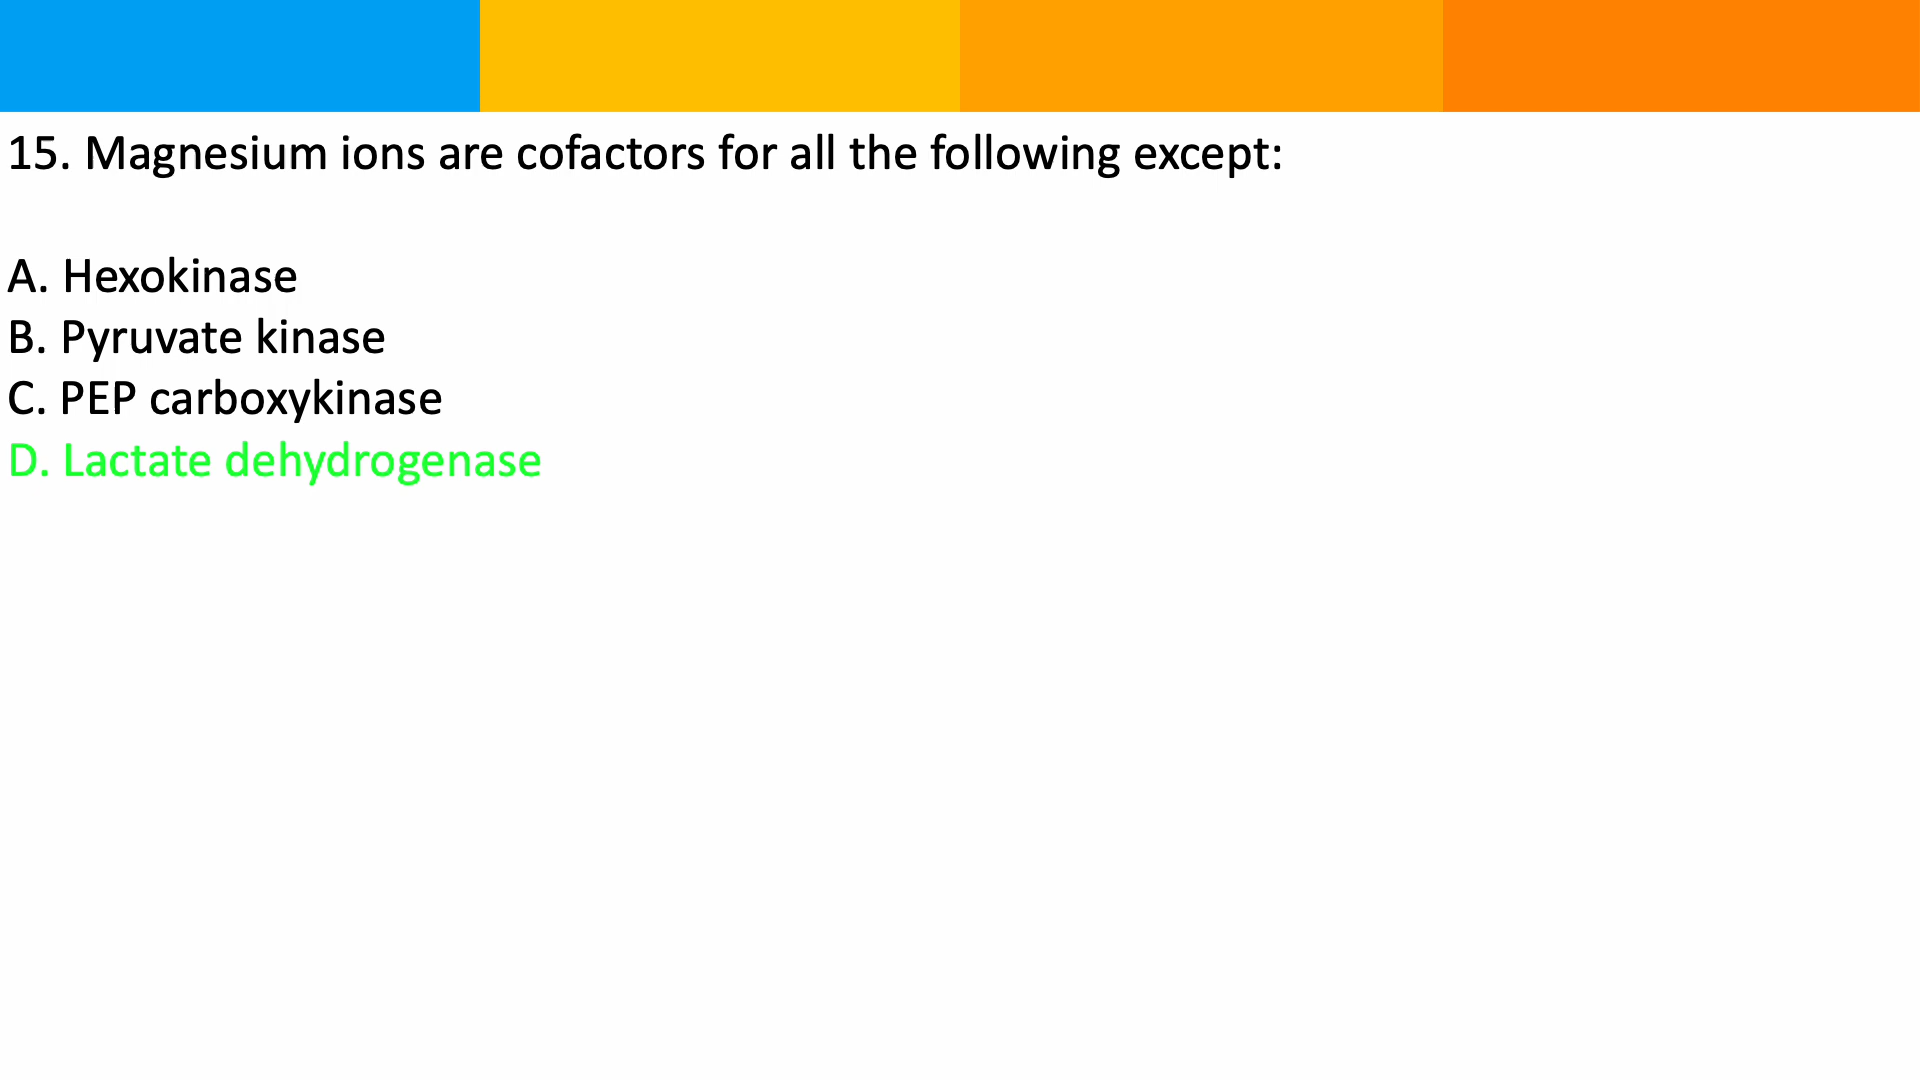 15. Magnesium ions are cofactors for all the following except:
A. Hexokinase
B. Pyruvate kinase
C. PEP carboxykinase
D. Lactate dehydrogenase